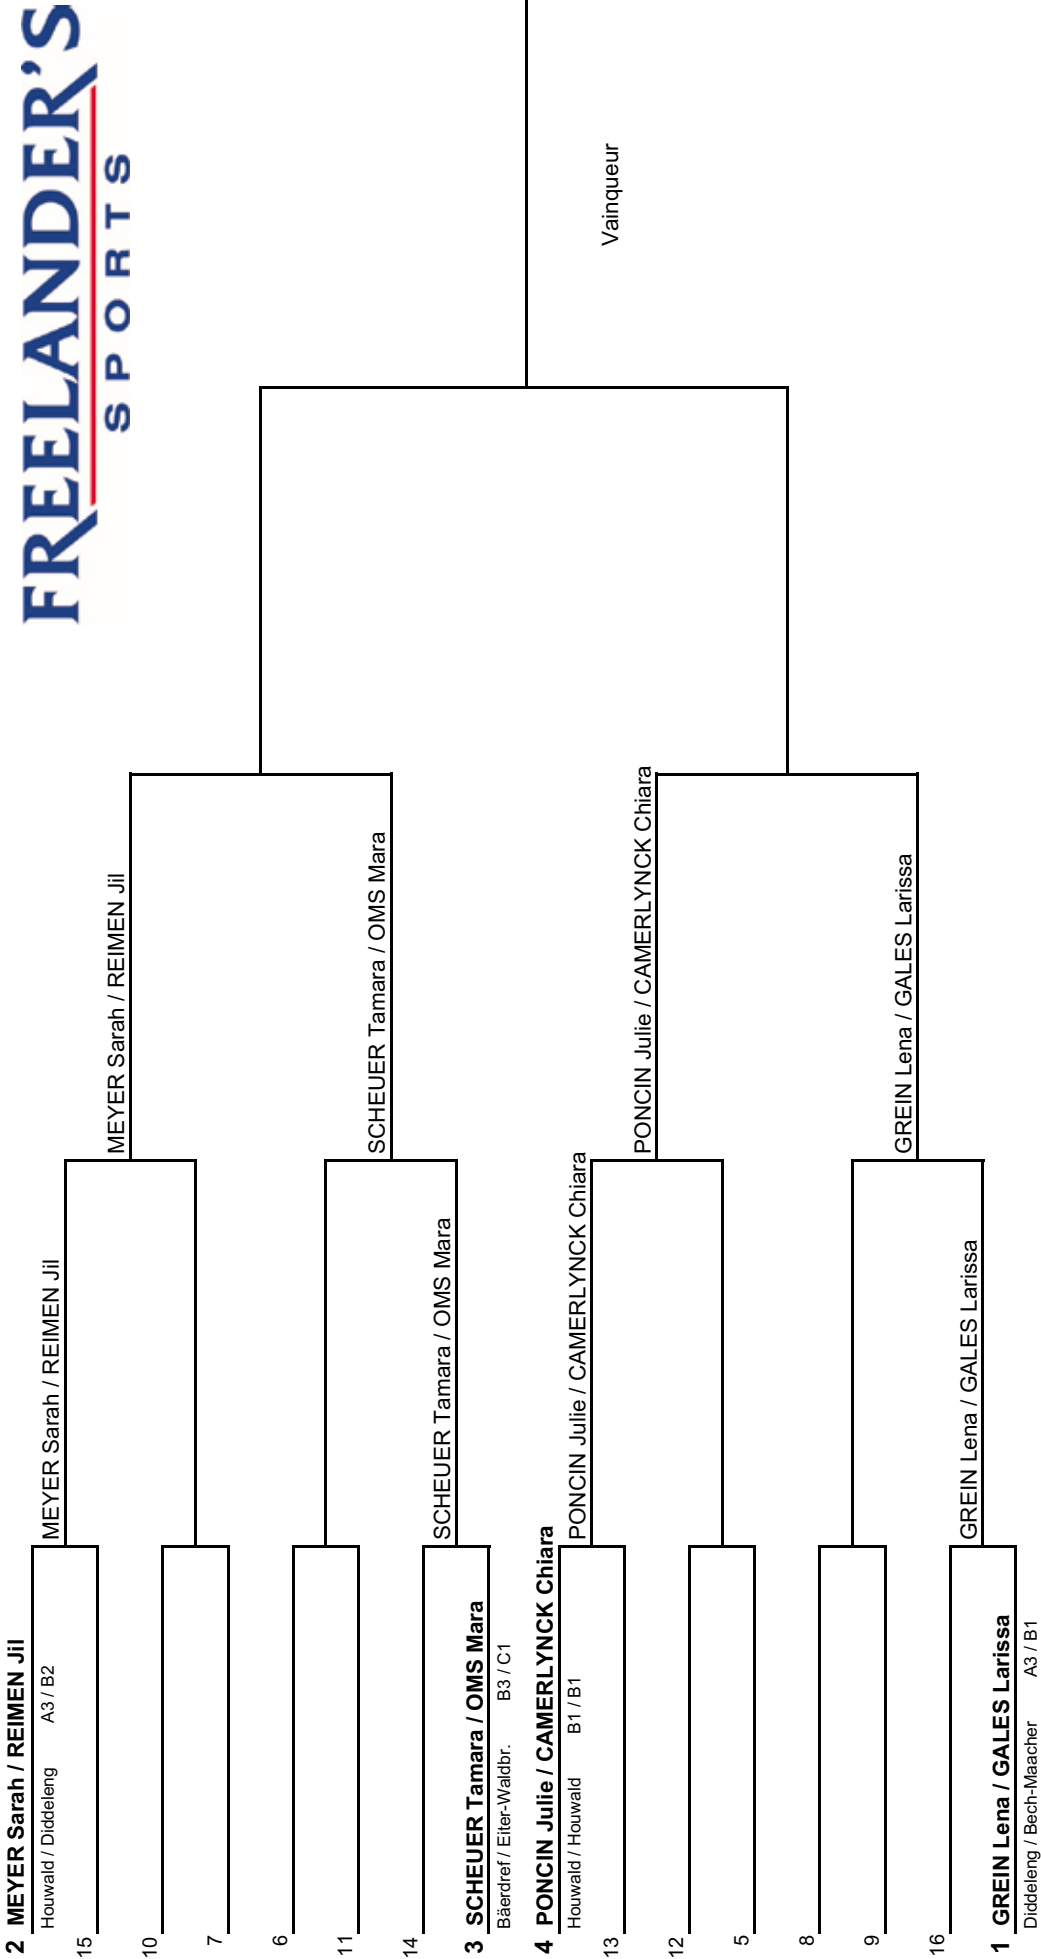 FREELANDER'S
SPORTS
2 MEYER Sarah / REIMEN Jil
Houwald / Diddeleng A3 / B2
15
10
7
6
11
14
3 SCHEUER Tamara / OMS Mara
Bäerdref / Eiter-Waldbr. B3 / C1
4 PONCIN Julie / CAMERLYNCK Chiara
Houwald / Houwald B1 / B1
13
12
5
8
9
16
1 GREIN Lena / GALES Larissa
Diddeleng / Bech-Maacher A3 / B1
MEYER Sarah / REIMEN Jil
SCHEUER Tamara / OMS Mara
PONCIN Julie / CAMERLYNCK Chiara
GREIN Lena / GALES Larissa
MEYER Sarah / REIMEN Jil
SCHEUER Tamara / OMS Mara
PONCIN Julie / CAMERLYNCK Chiara
GREIN Lena / GALES Larissa
Vainqueur